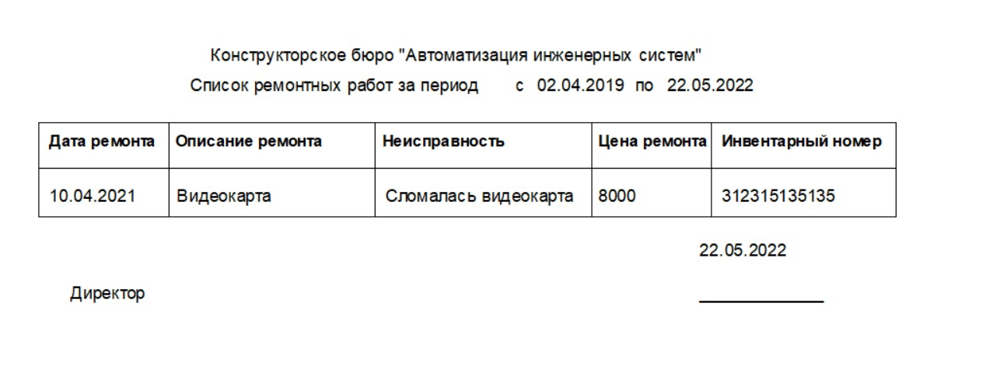 Конструкторское бюро "Автоматизация инженерных систем"
Список ремонтных работ за период с 02.04.2019 по 22.05.2022
Дата ремонта Описание ремонта Неисправность Цена ремонта Инвентарный номер
10.04.2021 Видеокарта Сломалась видеокарта 8000 312315135135
22.05.2022
Директор